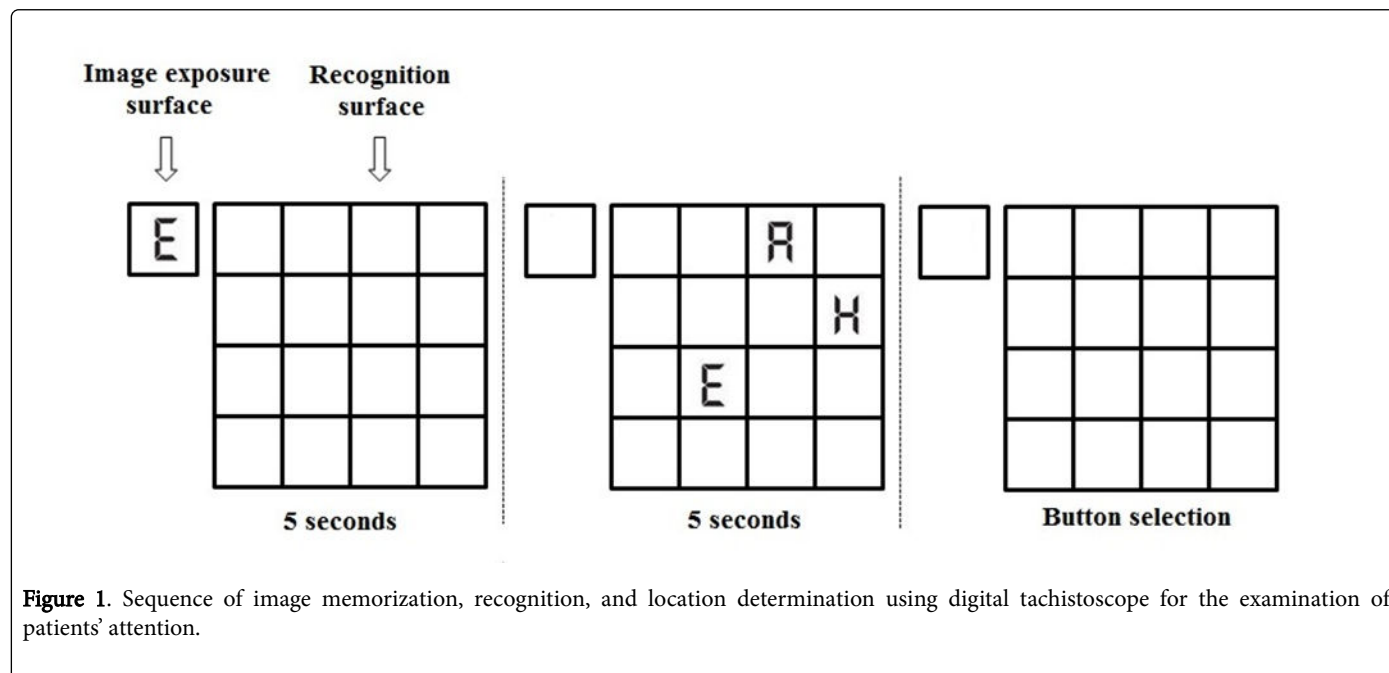 Image exposure surface
Recognition surface
E
A
H
E
5 seconds
5 seconds
Button selection
Figure 1. Sequence of image memorization, recognition, and location determination using digital tachistoscope for the examination of
patients' attention.